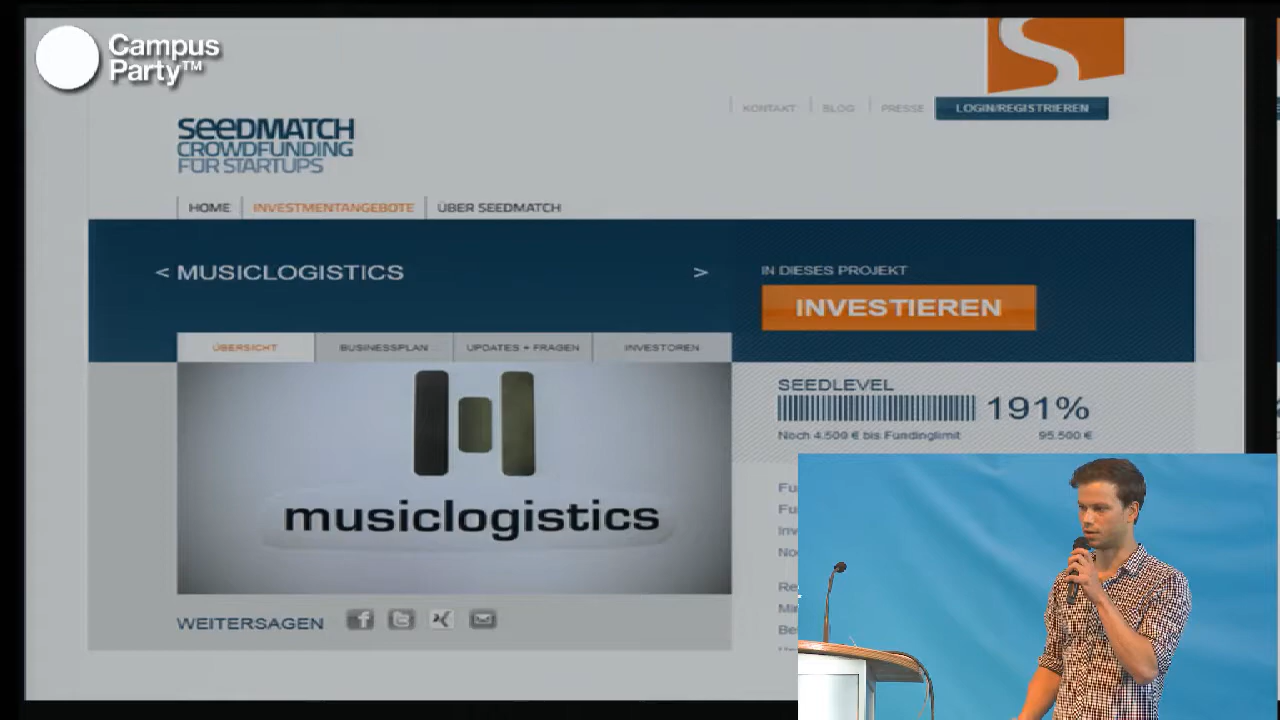 Campus
Party™
KONTAKT
BLOG
PRESSE
LOGIN/REGISTRIEREN
SeeDMATCH
CROWDFUNDING
FÜR STARTUPS
HOME
INVESTMENTANGEBOTE
ÜBER SEEDMATCH
< MUSICLOGISTICS >
IN DIESES PROJEKT
INVESTIEREN
ÜBERSICHT
BUSINESSPLAN
UPDATES + FRAGEN
INVESTOREN
SEEDLEVEL
191%
Noch 4.500 € bis Fundinglimit
95.500 €
musiclogistics
WEITERSAGEN